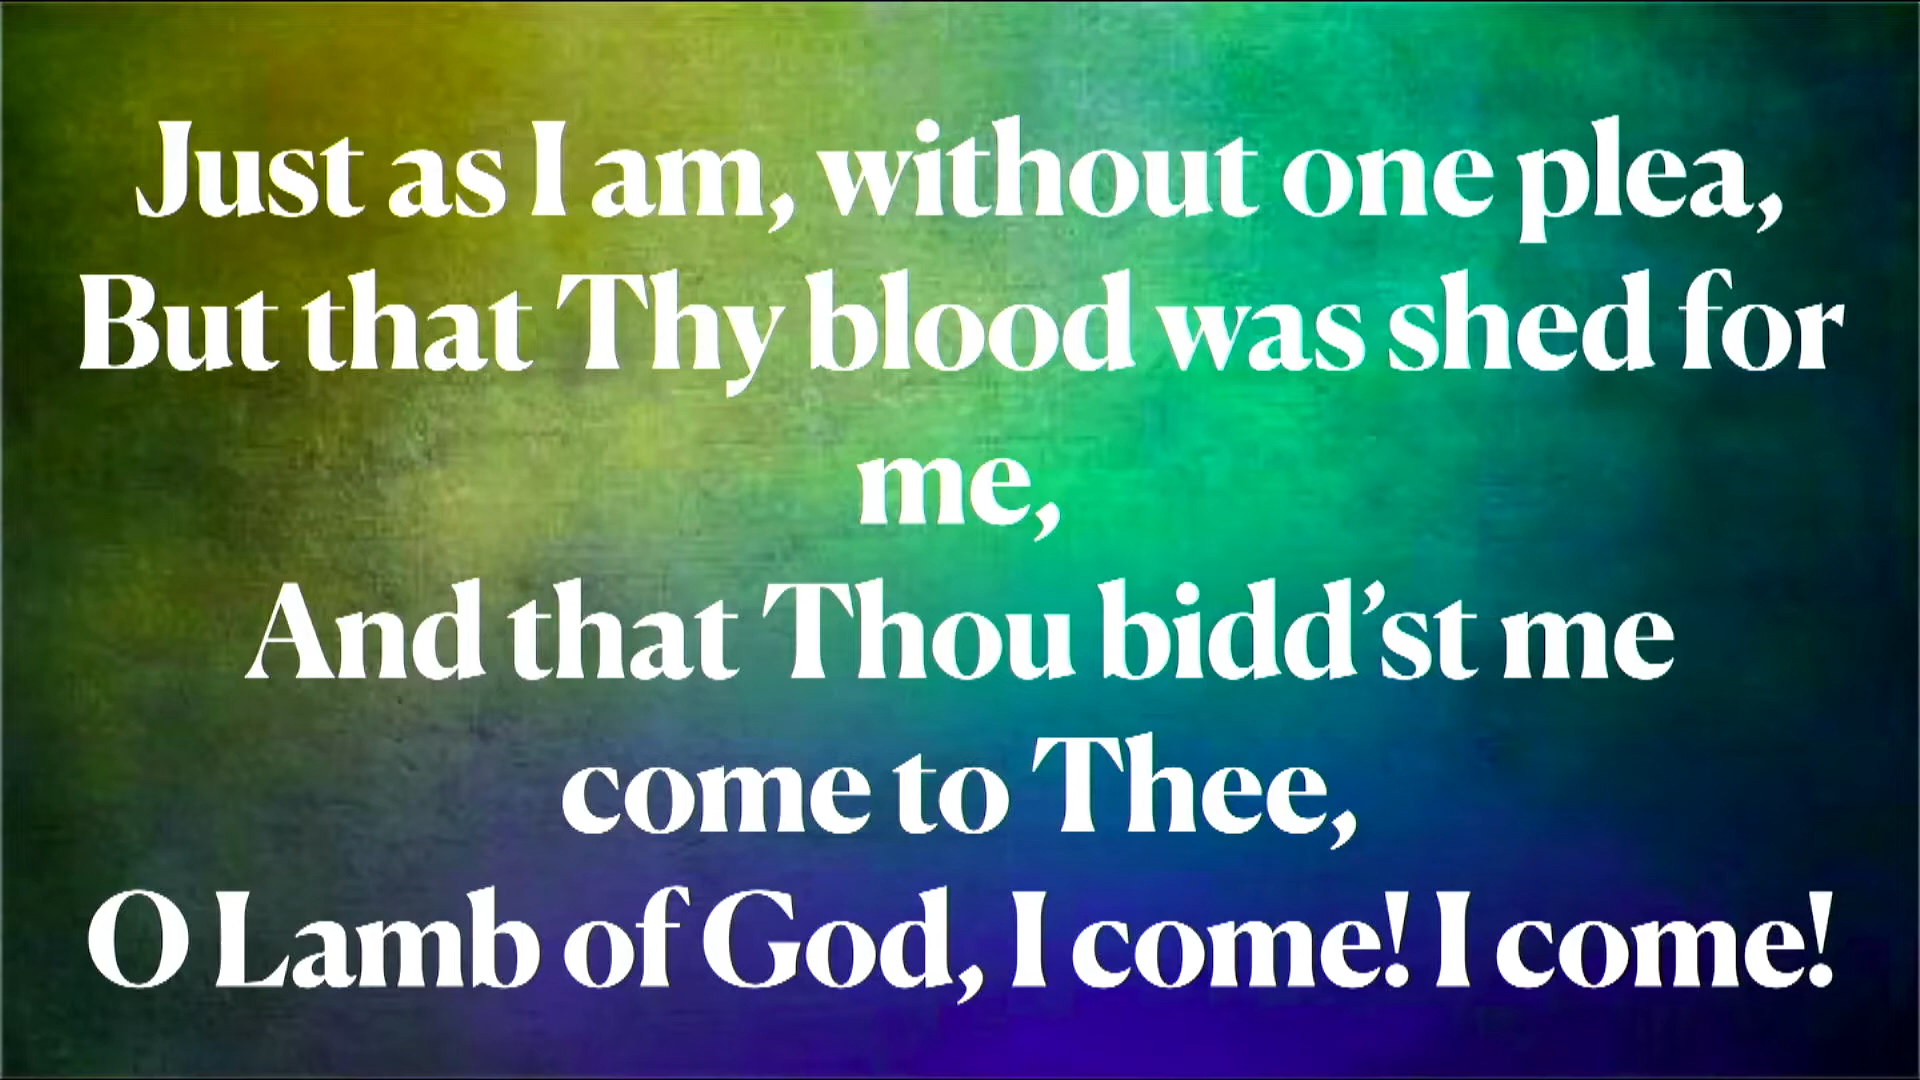 Just as I am, without one plea,
But that Thy blood was shed for
me,
And that Thou bidd’st me
come to Thee,
O Lamb of God, I come! I come!